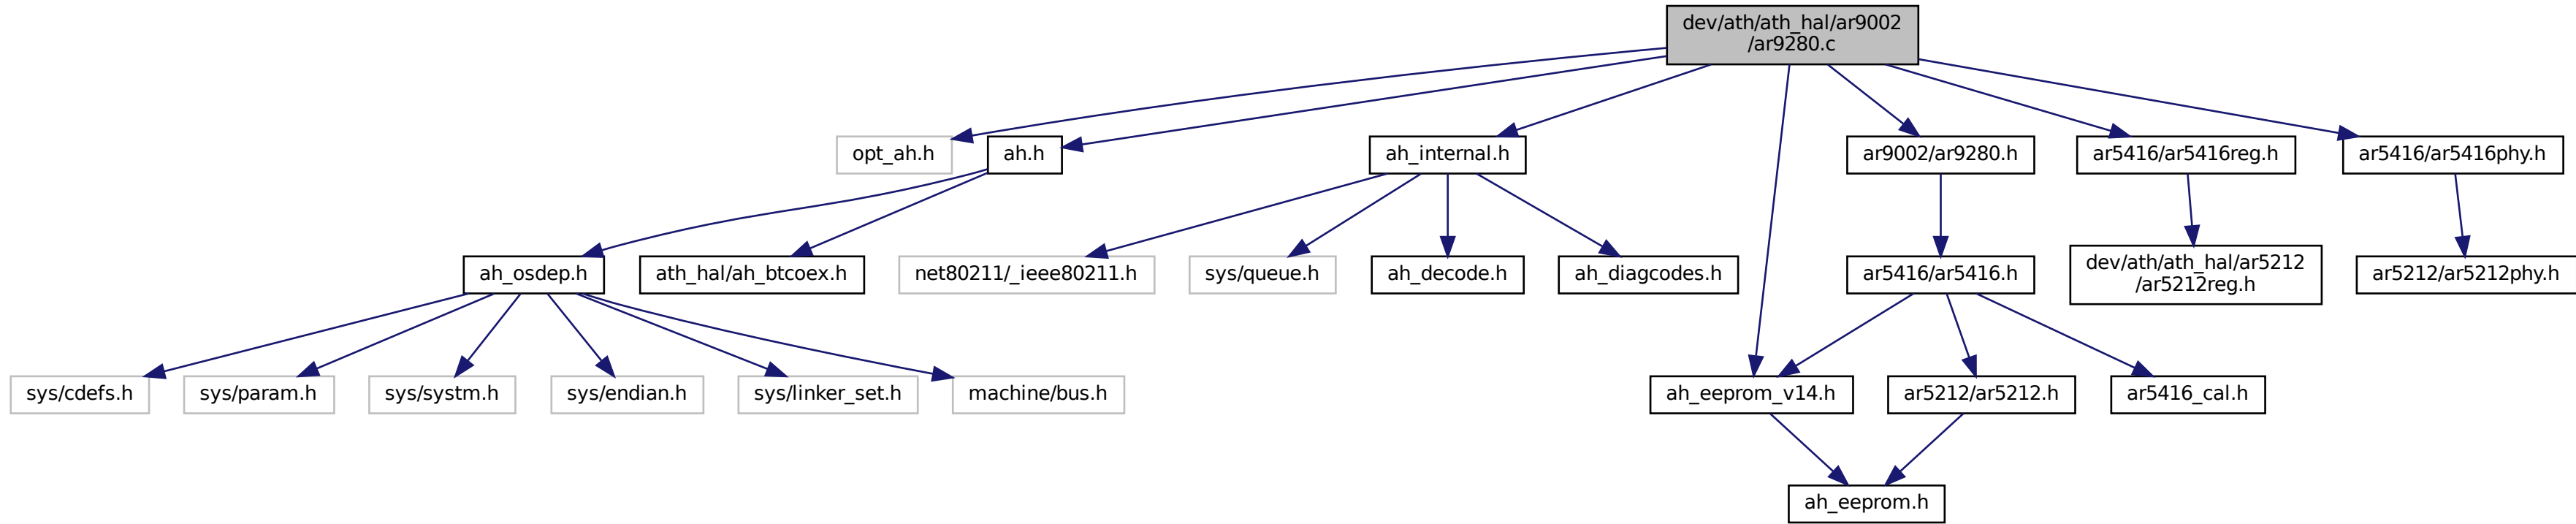 dev/ath/ath_hal/ar9002
/ar9280.c
opt_ah.h
ah.h
ah_internal.h
ar9002/ar9280.h
ar5416/ar5416reg.h
ar5416/ar5416phy.h
ah_osdep.h
ath_hal/ah_btcoex.h
net80211/_ieee80211.h
sys/queue.h
ah_decode.h
ah_diagcodes.h
ar5416/ar5416.h
dev/ath/ath_hal/ar5212
/ar5212reg.h
ar5212/ar5212phy.h
sys/cdefs.h
sys/param.h
sys/systm.h
sys/endian.h
sys/linker_set.h
machine/bus.h
ah_eeprom_v14.h
ar5212/ar5212.h
ar5416_cal.h
ah_eeprom.h